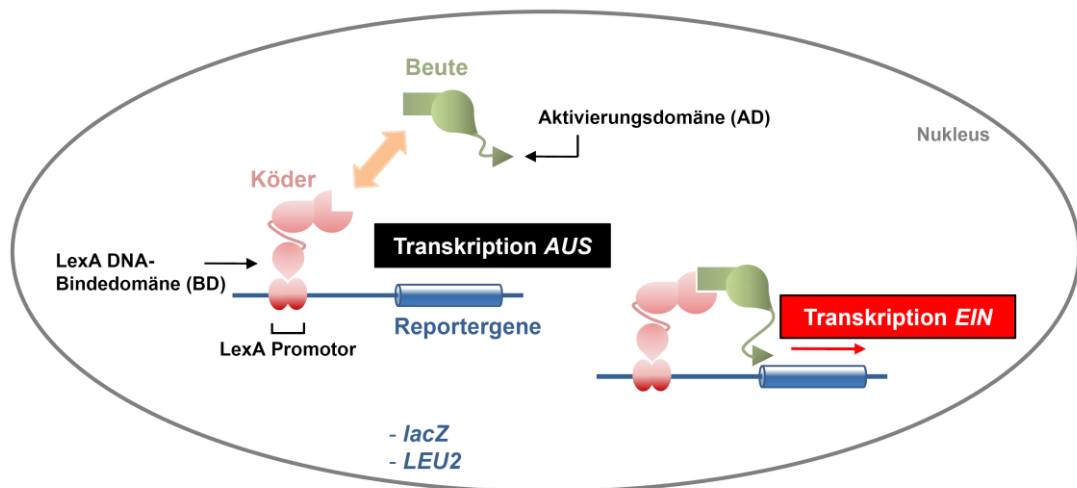 Beute
Aktivierungsdomäne (AD)
Nukleus
Köder
Transkription AUS
LexA DNA-
Bindedomäne (BD)
Reportergene
LexA Promotor
Transkription EIN
- lacZ
- LEU2